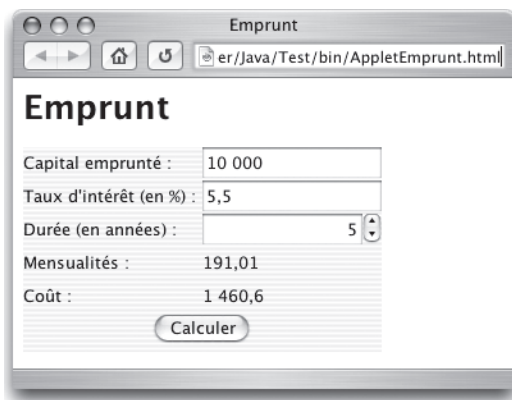 Emprunt
er/Java/Test/bin/AppletEmprunt.html
Emprunt
Capital emprunté : 10 000
Taux d'intérêt (en %) : 5,5
Durée (en années) : 5
Mensualités : 191,01
Coût : 1 460,6
Calculer